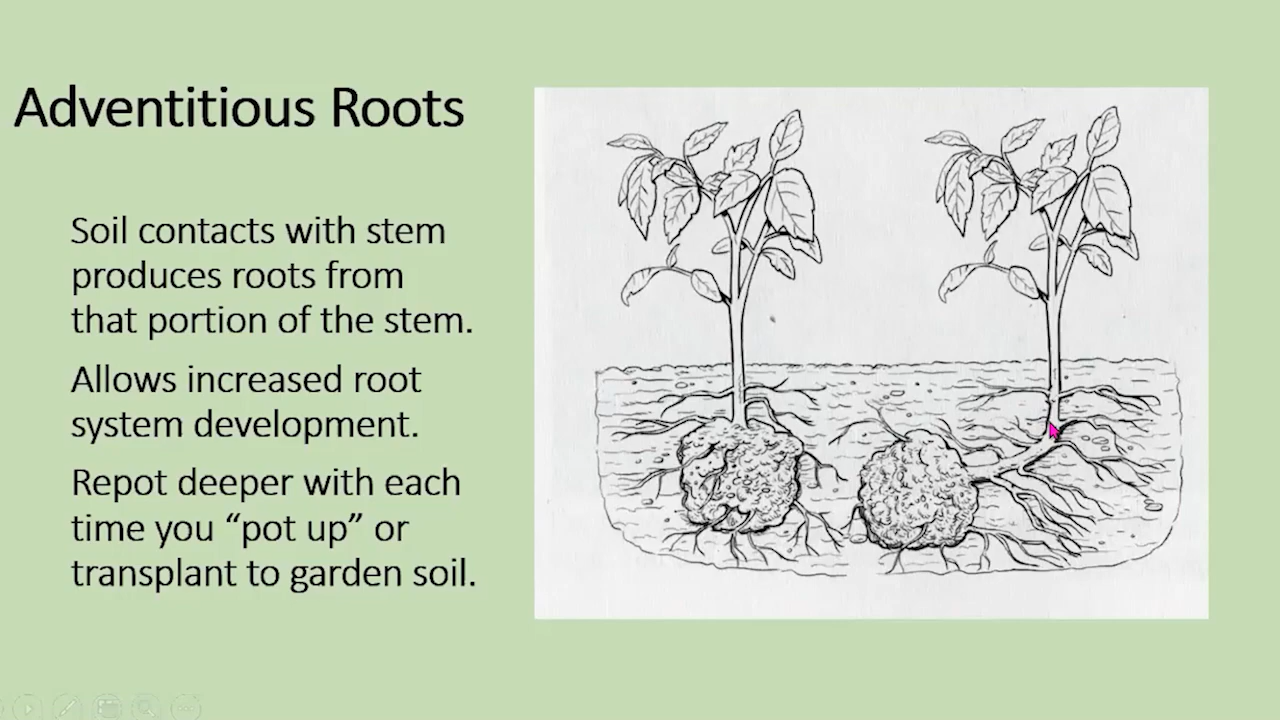 Adventitious Roots
Soil contacts with stem
produces roots from
that portion of the stem.
Allows increased root
system development.
Repot deeper with each
time you “pot up” or
transplant to garden soil.